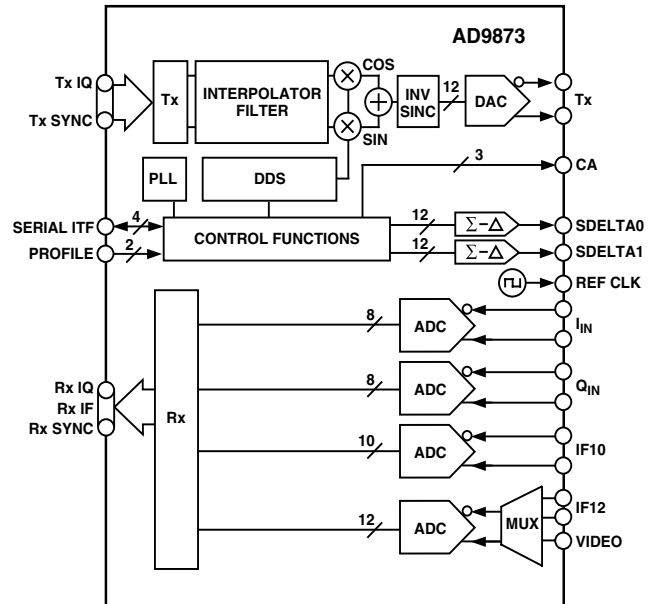 AD9873
COS
Tx IQ
Tx
INTERPOLATOR
FILTER
INV
SINC
12
DAC
Tx
Tx SYNC
SIN
3
CA
PLL
DDS
SERIAL ITF
4
CONTROL FUNCTIONS
12
Σ–Δ
SDELTA0
PROFILE
2
12
Σ–Δ
SDELTA1
REF CLK
8
ADC
IIN
8
ADC
QIN
Rx IQ
Rx IF
Rx SYNC
Rx
10
ADC
IF10
12
ADC
MUX
IF12
VIDEO